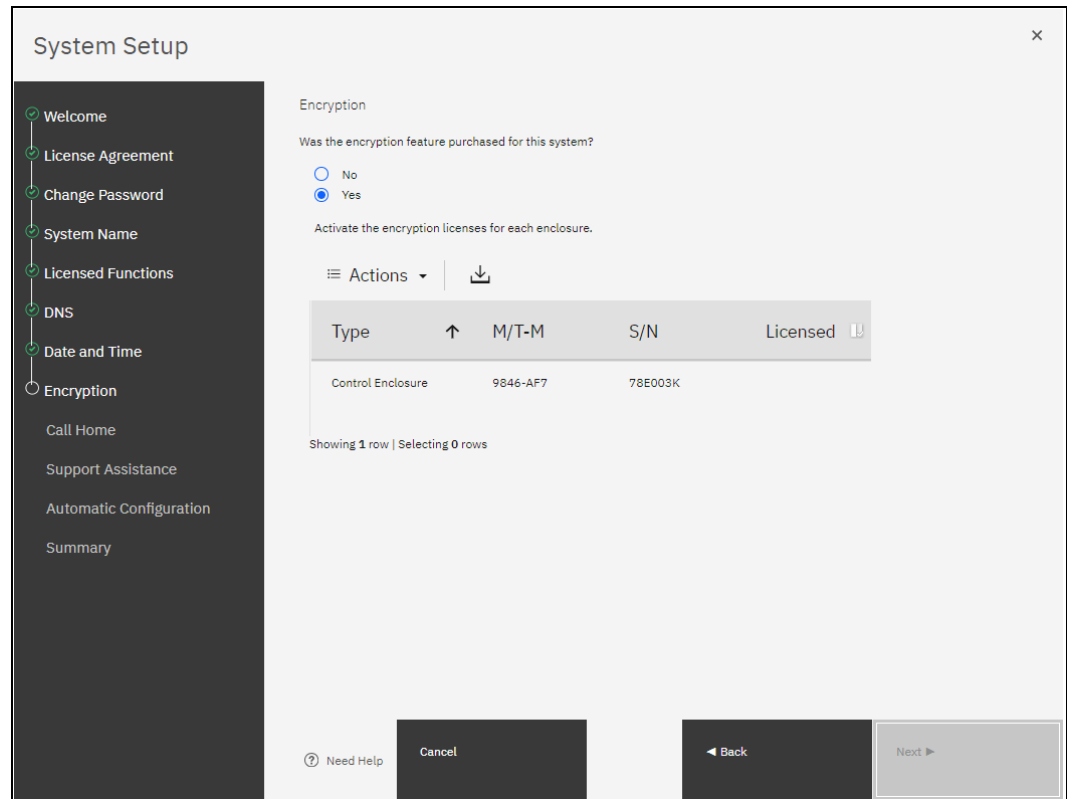 System Setup
Welcome
License Agreement
Change Password
System Name
Licensed Functions
DNS
Date and Time
Encryption
Call Home
Support Assistance
Automatic Configuration
Summary
Encryption
Was the encryption feature purchased for this system?
No
Yes
Activate the encryption licenses for each enclosure.
Actions
Type M/T-M S/N Licensed
Control Enclosure 9846-AF7 78E003K
Showing 1 row | Selecting 0 rows
Need Help
Cancel
Back
Next